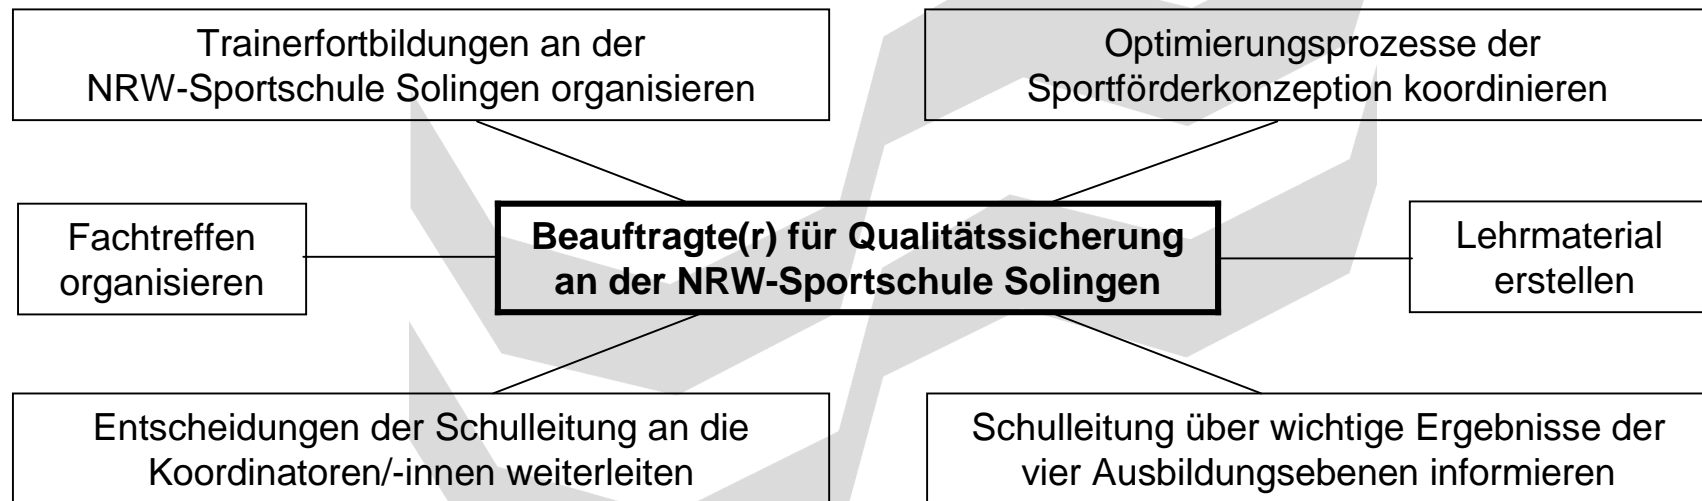 Trainerfortbildungen an der
NRW-Sportschule Solingen organisieren
Optimierungsprozesse der
Sportförderkonzeption koordinieren
Fachtreffen
organisieren
Beauftragte(r) für Qualitätssicherung
an der NRW-Sportschule Solingen
Lehrmaterial
erstellen
Entscheidungen der Schulleitung an die
Koordinatoren/-innen weiterleiten
Schulleitung über wichtige Ergebnisse der
vier Ausbildungsebenen informieren